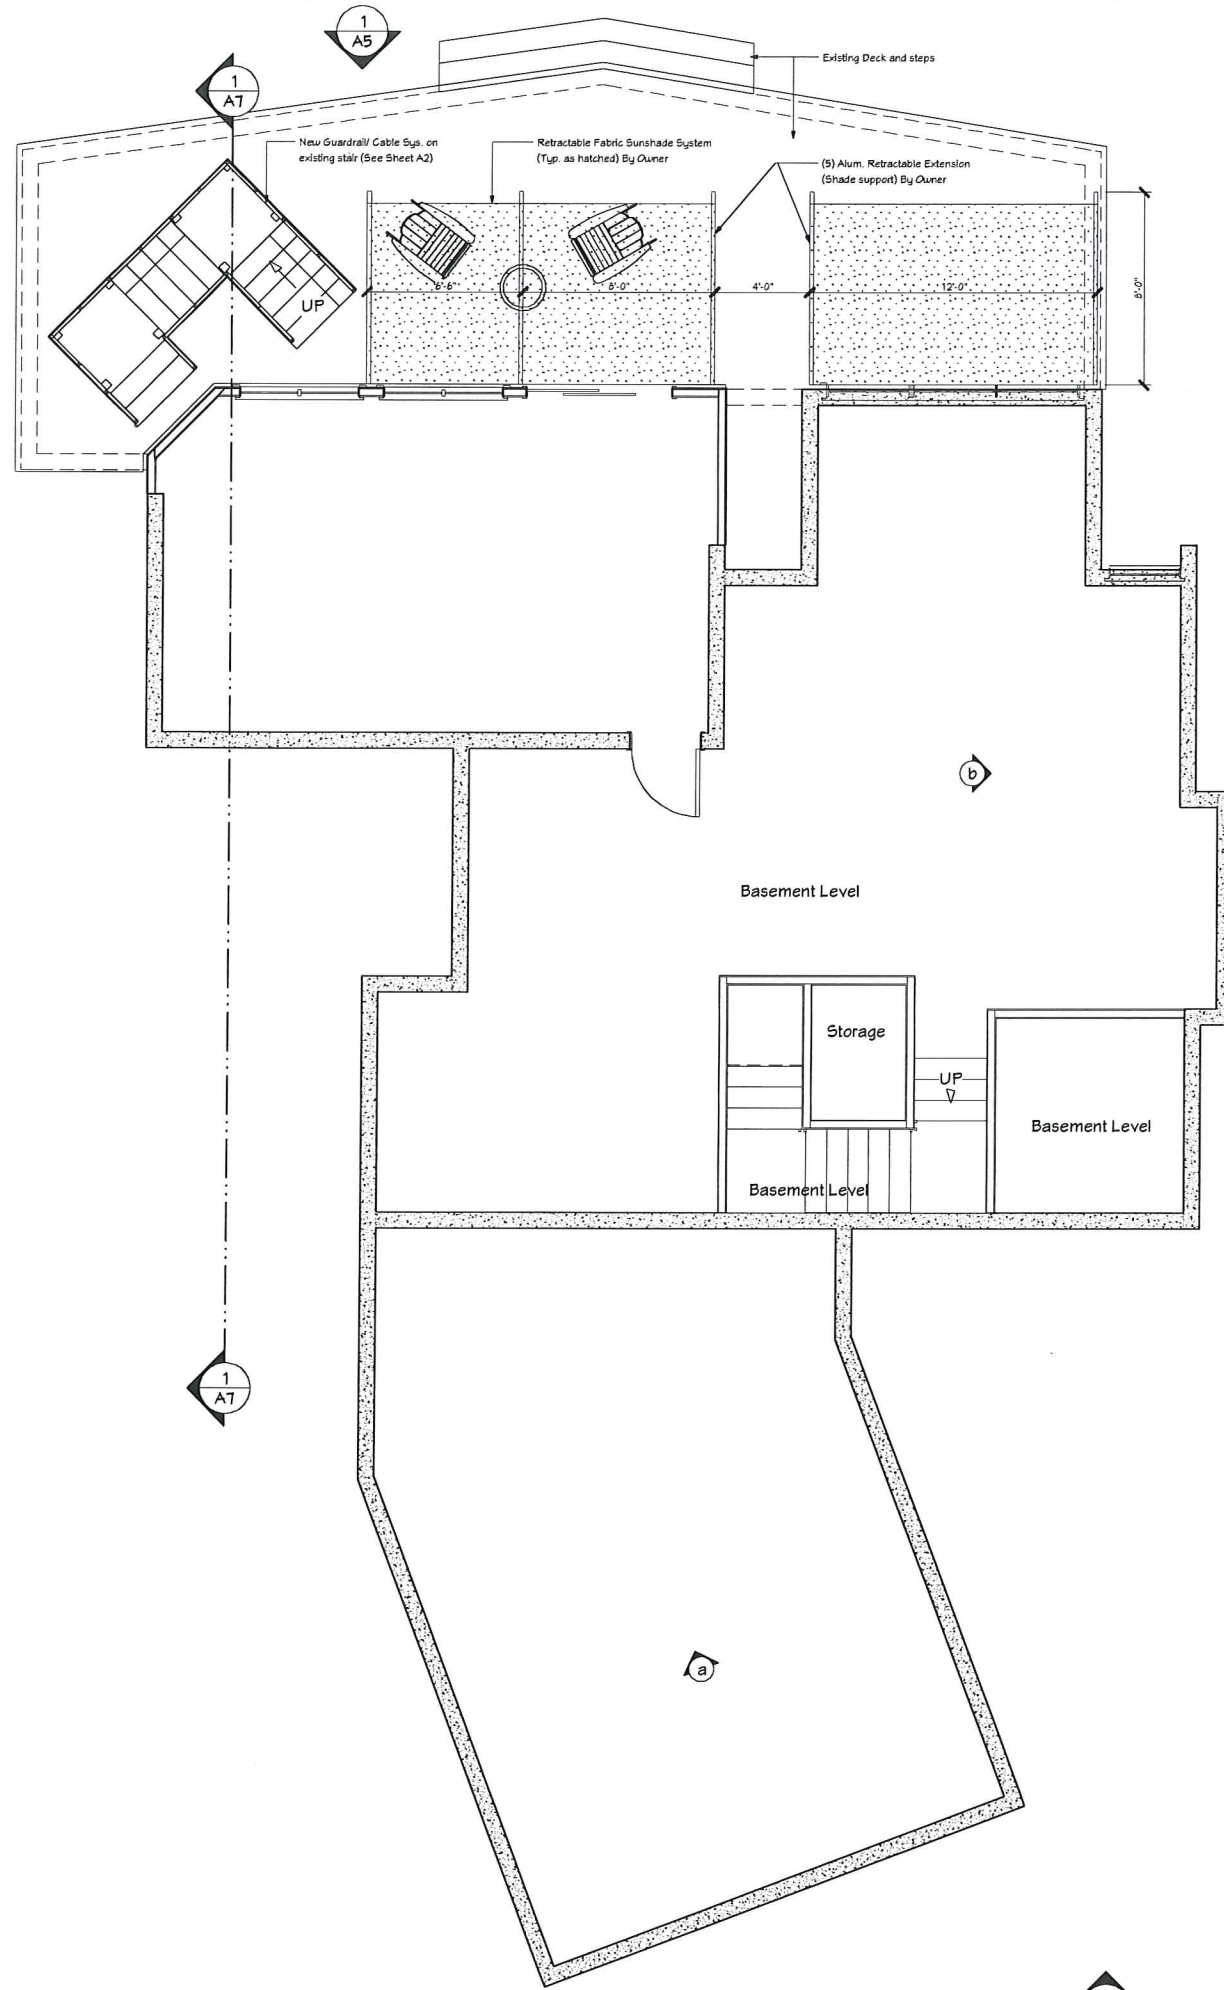 1
A5
Existing Deck and steps
1
A7
New Guardrail/ Cable Sys. on
existing stair (See Sheet A2)
Retractable Fabric Sunshade System
(Typ. as hatched) By Owner
(5) Alum. Retractable Extension
(Shade support) By Owner
6'-6"
8'-0"
4'-0"
12'-0"
8'-0"
UP
b
Basement Level
Storage
UP
Basement Level
Basement Level
1
A7
a